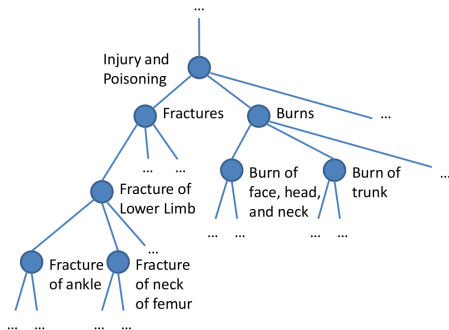 ...
Injury and
Poisoning
Fractures
Burns
...
... ...
...
Fracture of
Lower Limb
Burn of
face, head,
and neck
Burn of
trunk
... ...
... ...
...
Fracture
of ankle
Fracture
of neck
of femur
... ...
... ...